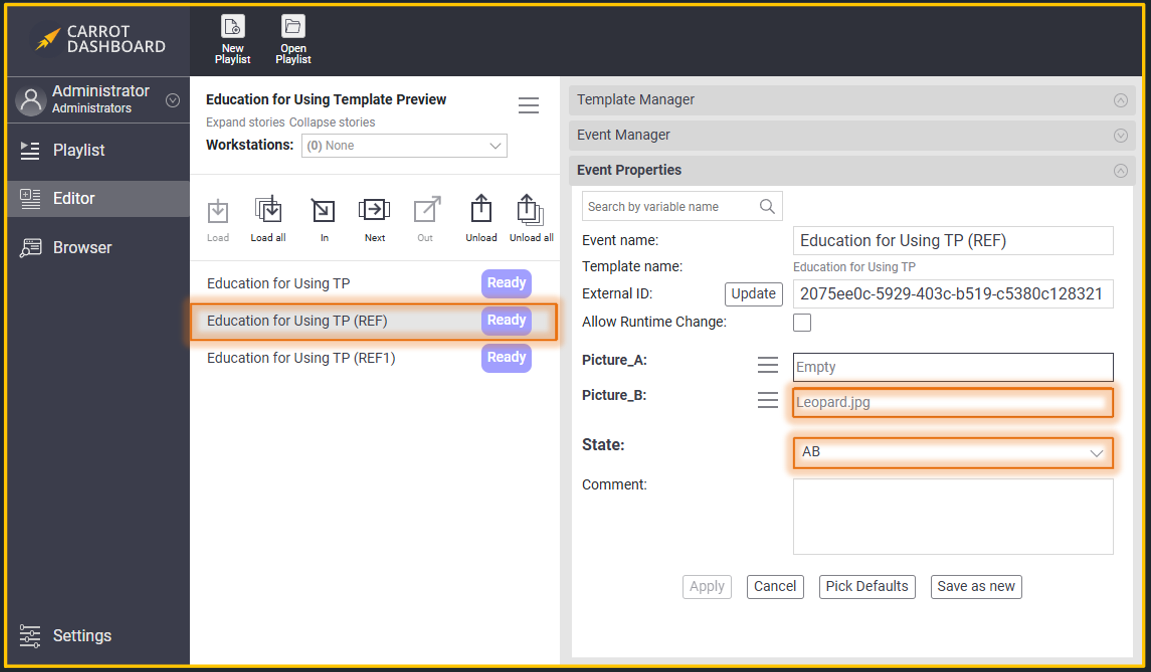 CARROT
DASHBOARD
New
Playlist
Open
Playlist
Administrator
Administrators
Playlist
Editor
Browser
Settings
Education for Using Template Preview
Expand stories Collapse stories
Workstations: (0) None
Load Load all In Next Out Unload Unload all
Education for Using TP Ready
Education for Using TP (REF) Ready
Education for Using TP (REF1) Ready
Template Manager
Event Manager
Event Properties
Search by variable name
Event name: Education for Using TP (REF)
Template name: Education for Using TP
External ID: Update 2075ee0c-5929-403c-b519-c5380c128321
Allow Runtime Change:
Picture_A: Empty
Picture_B: Leopard.jpg
State: AB
Comment:
Apply Cancel Pick Defaults Save as new